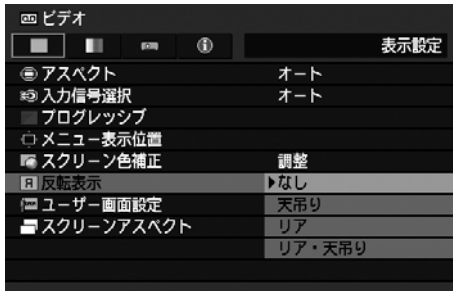 ビデオ
表示設定
アスペクト オート
入力信号選択 オート
プログレッシブ
メニュー表示位置
スクリーン色補正 調整
反転表示 なし
ユーザー画面設定 天吊り
スクリーンアスペクト リア
リア・天吊り